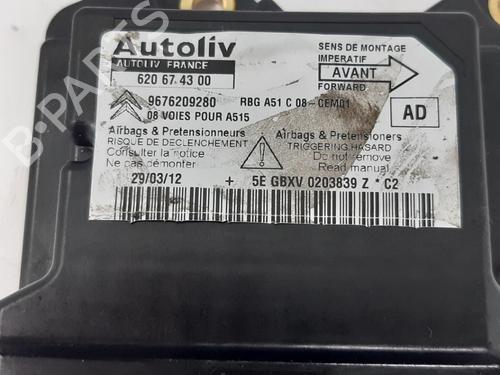 Autoliv
AUTOLIV FRANCE
620 67 43 00
SENS DE MONTAGE
IMPERATIF
AVANT
FORWARD
9676209280 RBG A51 C 08-CEM01
08 VOIES POUR A515
AD
Airbags & Pretensionneurs
RISQUE DE DECLENCHEMENT
Consulter la notice
Ne pas démonter
Airbags & Pretensioners
TRIGGERING HASARD
Do not remove
Read manual
29/03/12 + 5E GBXV 0203839 Z * C2
B-PARTS